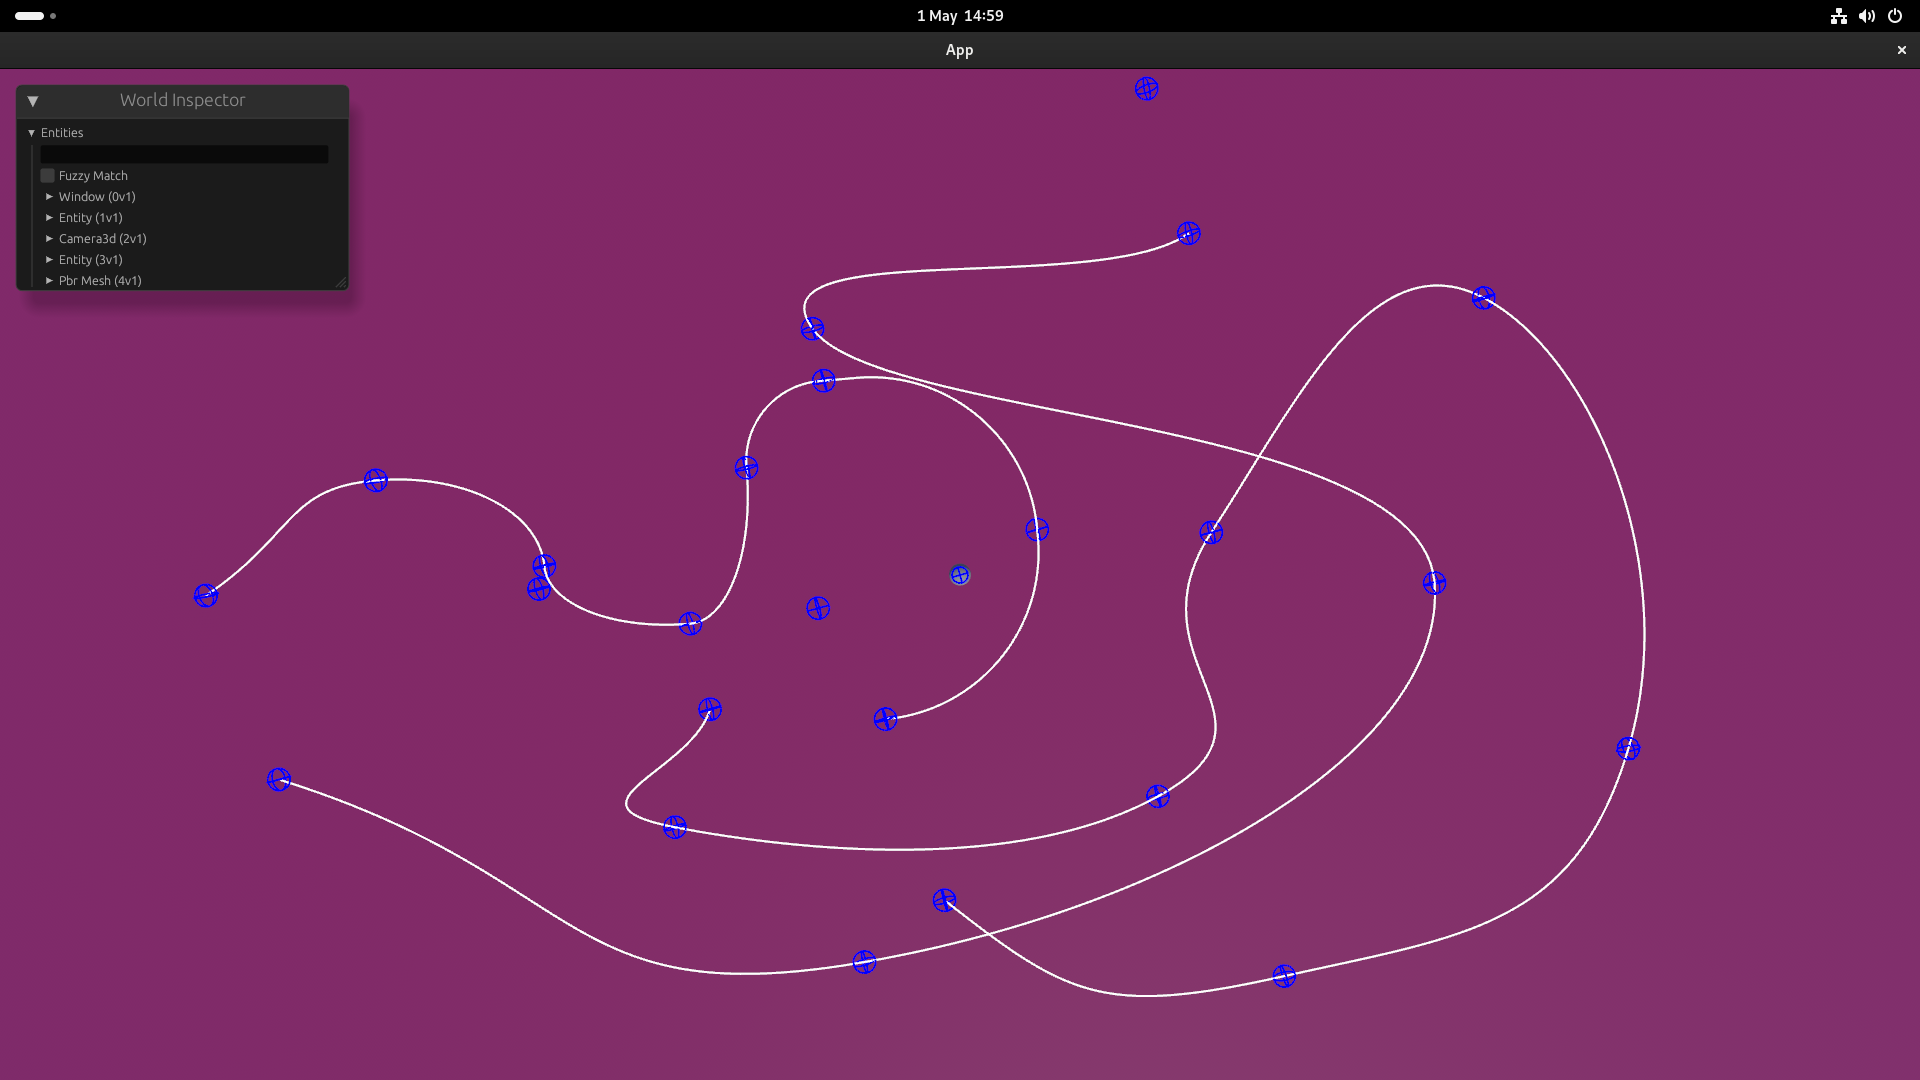 1 May 14:59
App
World Inspector
Entities
Fuzzy Match
Window (0v1)
Entity (1v1)
Camera3d (2v1)
Entity (3v1)
Pbr Mesh (4v1)